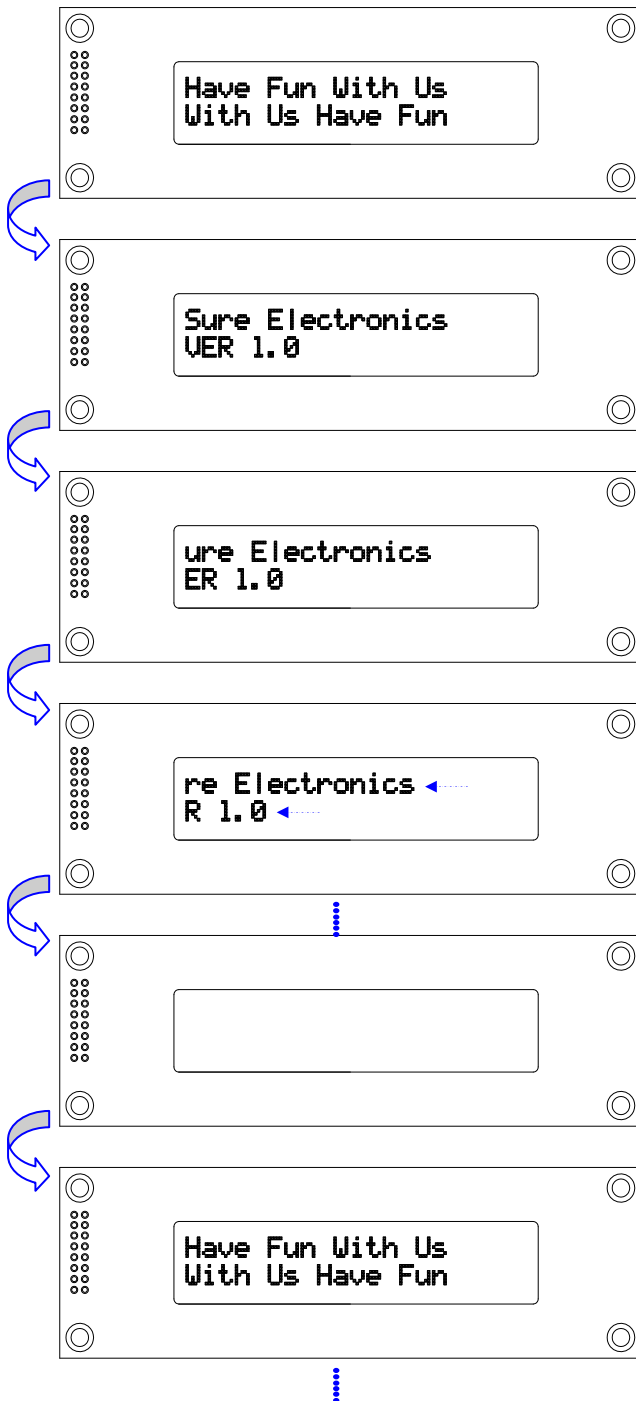 Have Fun With Us
With Us Have Fun
Sure Electronics
VER 1.0
ure Electronics
ER 1.0
re Electronics
R 1.0
Have Fun With Us
With Us Have Fun